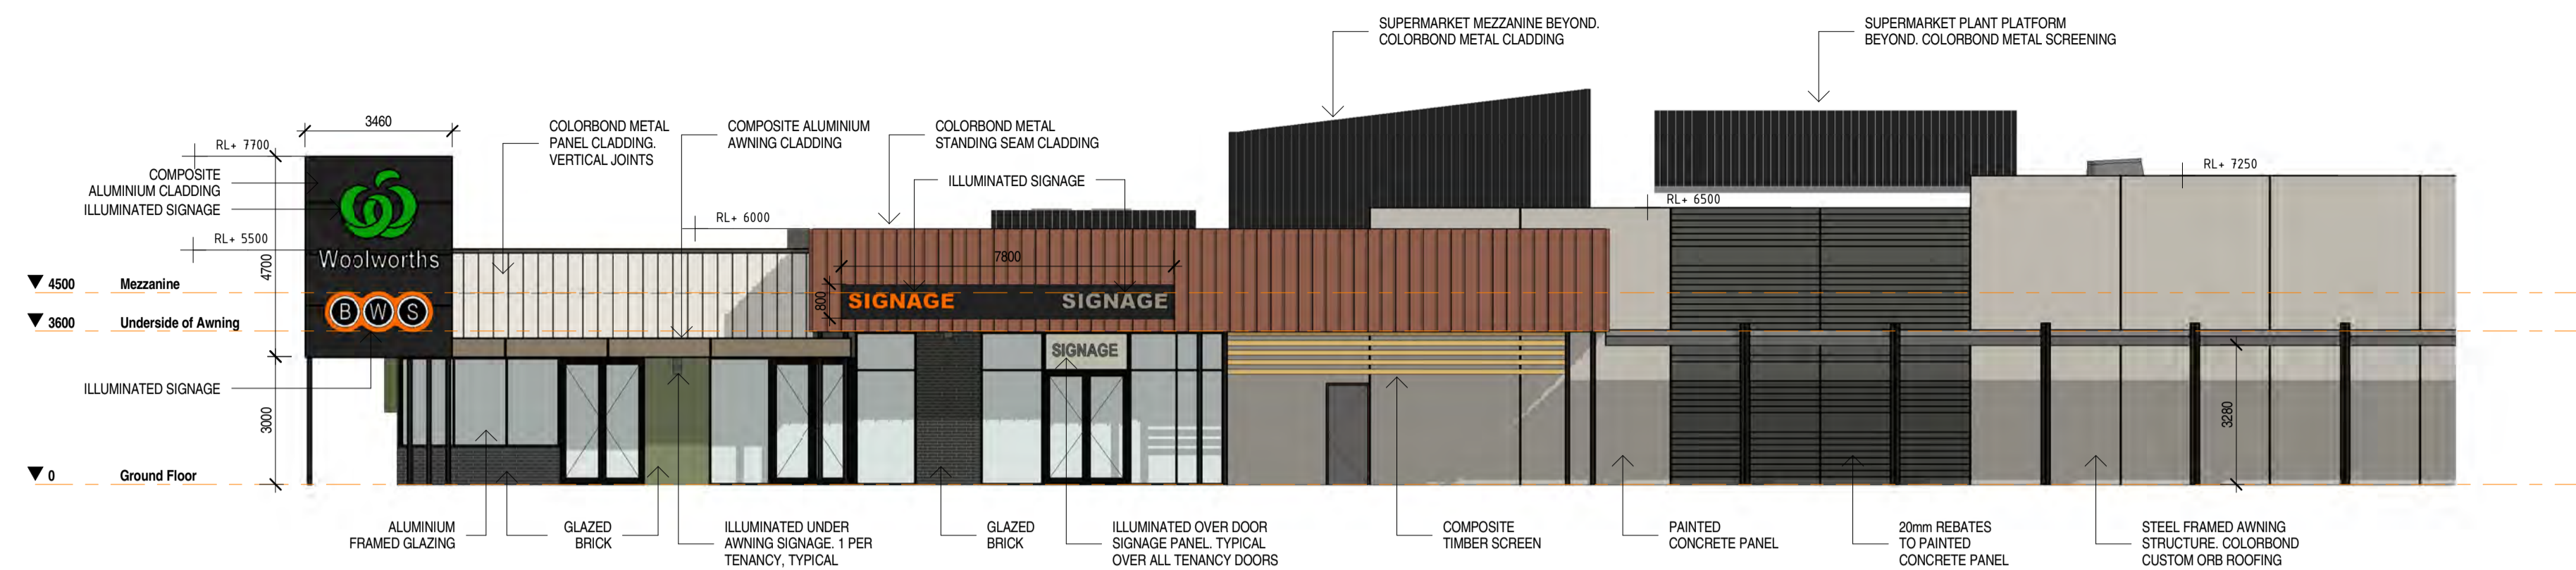 SUPERMARKET MEZZANINE BEYOND.
COLORBOND METAL CLADDING
SUPERMARKET PLANT PLATFORM
BEYOND. COLORBOND METAL SCREENING
3460
COLORBOND METAL
PANEL CLADDING.
VERTICAL JOINTS
COMPOSITE ALUMINIUM
AWNING CLADDING
COLORBOND METAL
STANDING SEAM CLADDING
RL+ 7700
RL+ 7250
COMPOSITE
ALUMINIUM CLADDING
ILLUMINATED SIGNAGE
ILLUMINATED SIGNAGE
RL+ 6500
RL+ 6000
RL+ 5500
Woolworths
4700
7800
4500 Mezzanine
800
SIGNAGE SIGNAGE
BWS
3600 Underside of Awning
SIGNAGE
ILLUMINATED SIGNAGE
3000
3280
0 Ground Floor
ALUMINIUM
FRAMED GLAZING
GLAZED
BRICK
ILLUMINATED UNDER
AWNING SIGNAGE. 1 PER
TENANCY, TYPICAL
GLAZED
BRICK
ILLUMINATED OVER DOOR
SIGNAGE PANEL. TYPICAL
OVER ALL TENANCY DOORS
COMPOSITE
TIMBER SCREEN
PAINTED
CONCRETE PANEL
20mm REBATES
TO PAINTED
CONCRETE PANEL
STEEL FRAMED AWNING
STRUCTURE. COLORBOND
CUSTOM ORB ROOFING